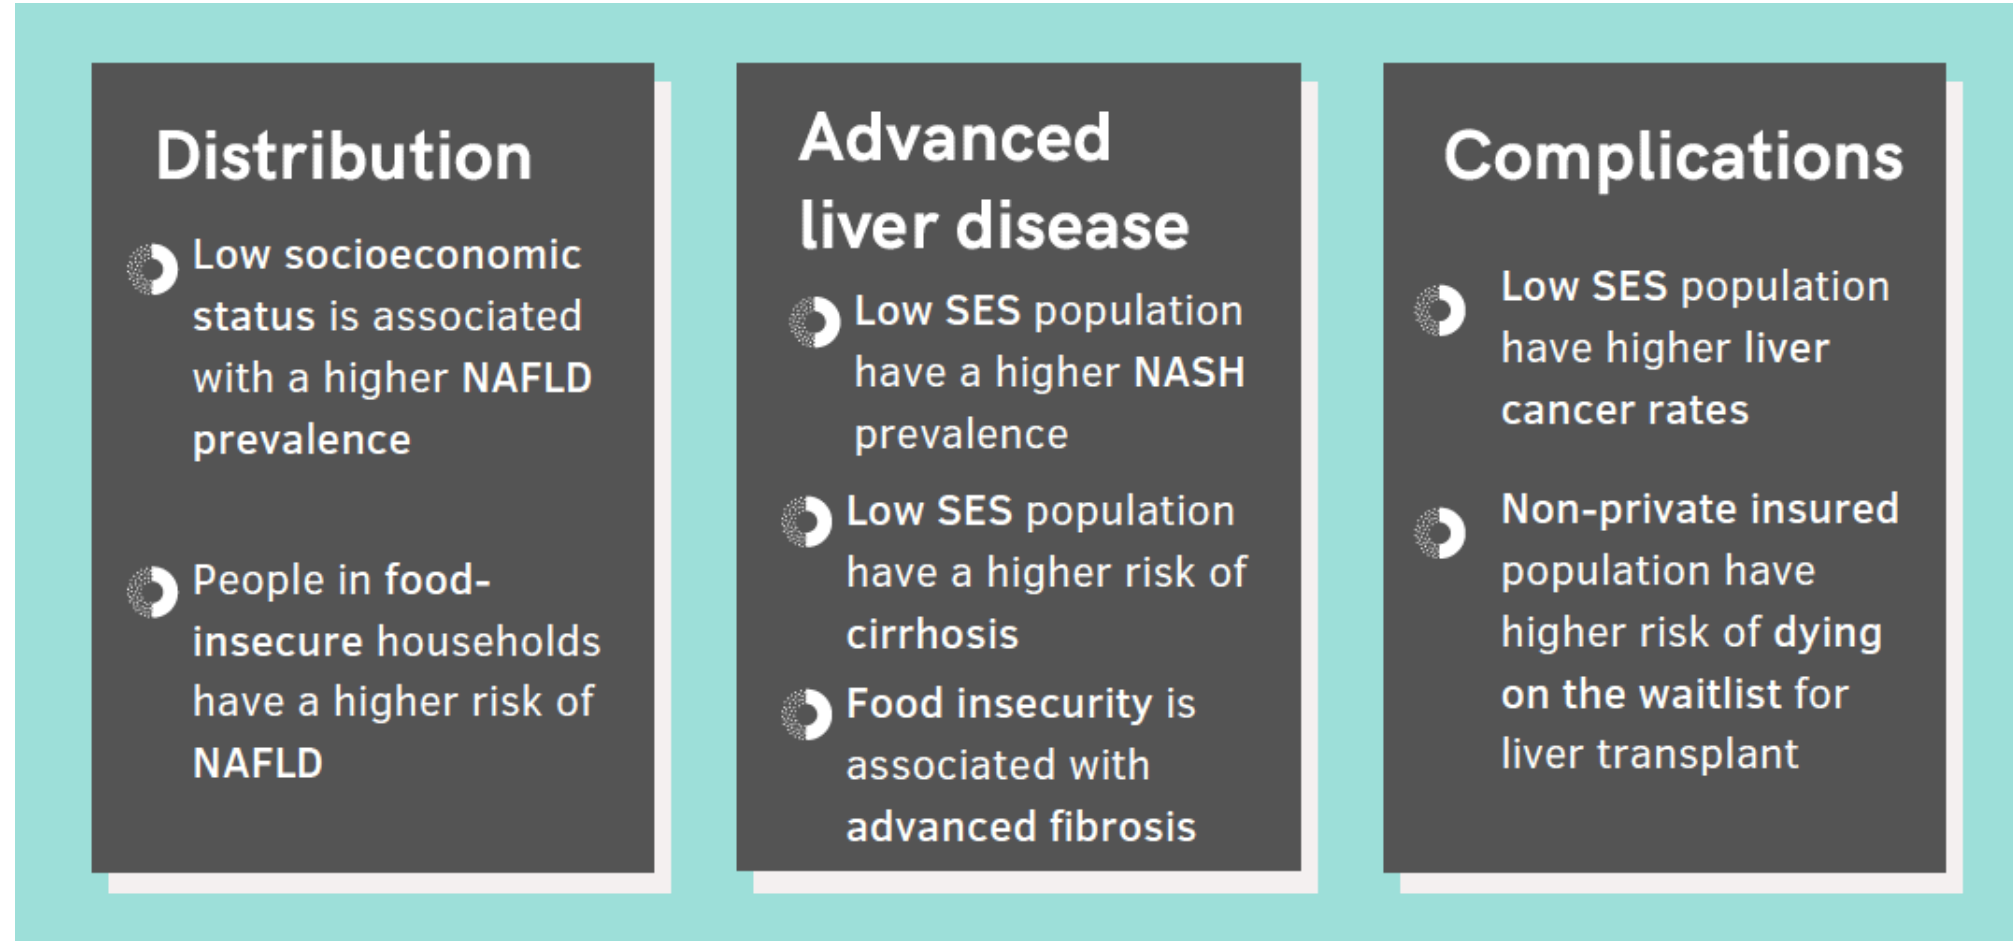 Distribution
Low socioeconomic
status is associated
with a higher NAFLD
prevalence
People in food-
insecure households
have a higher risk of
NAFLD
Advanced
liver disease
Low SES population
have a higher NASH
prevalence
Low SES population
have a higher risk of
cirrhosis
Food insecurity is
associated with
advanced fibrosis
Complications
Low SES population
have higher liver
cancer rates
Non-private insured
population have
higher risk of dying
on the waitlist for
liver transplant